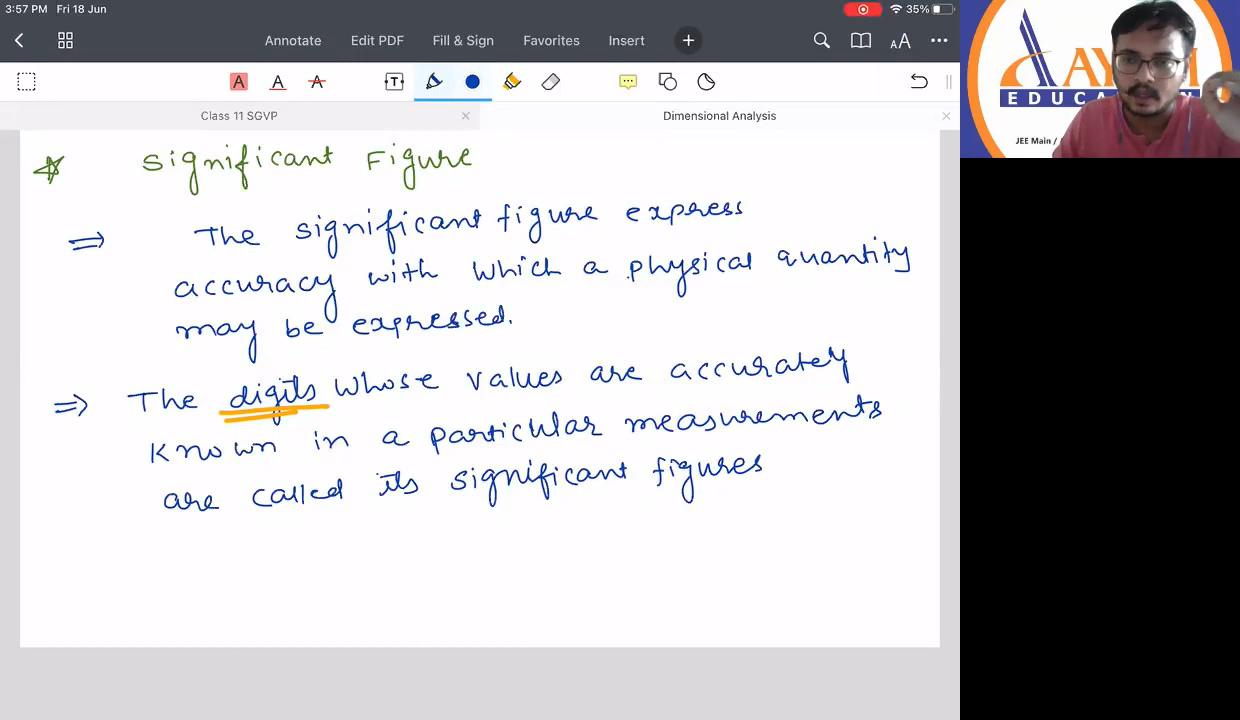 3:57 PM Fri 18 Jun
35%
Annotate Edit PDF Fill & Sign Favorites Insert
Class 11 SGVP
Dimensional Analysis
EDUCA
JEE Main /
Significant Figure
⇒ The significant figure express
accuracy with which a physical quantity
may be expressed.
⇒ The digits whose values are accurately
known in a particular measurements
are called its significant figures